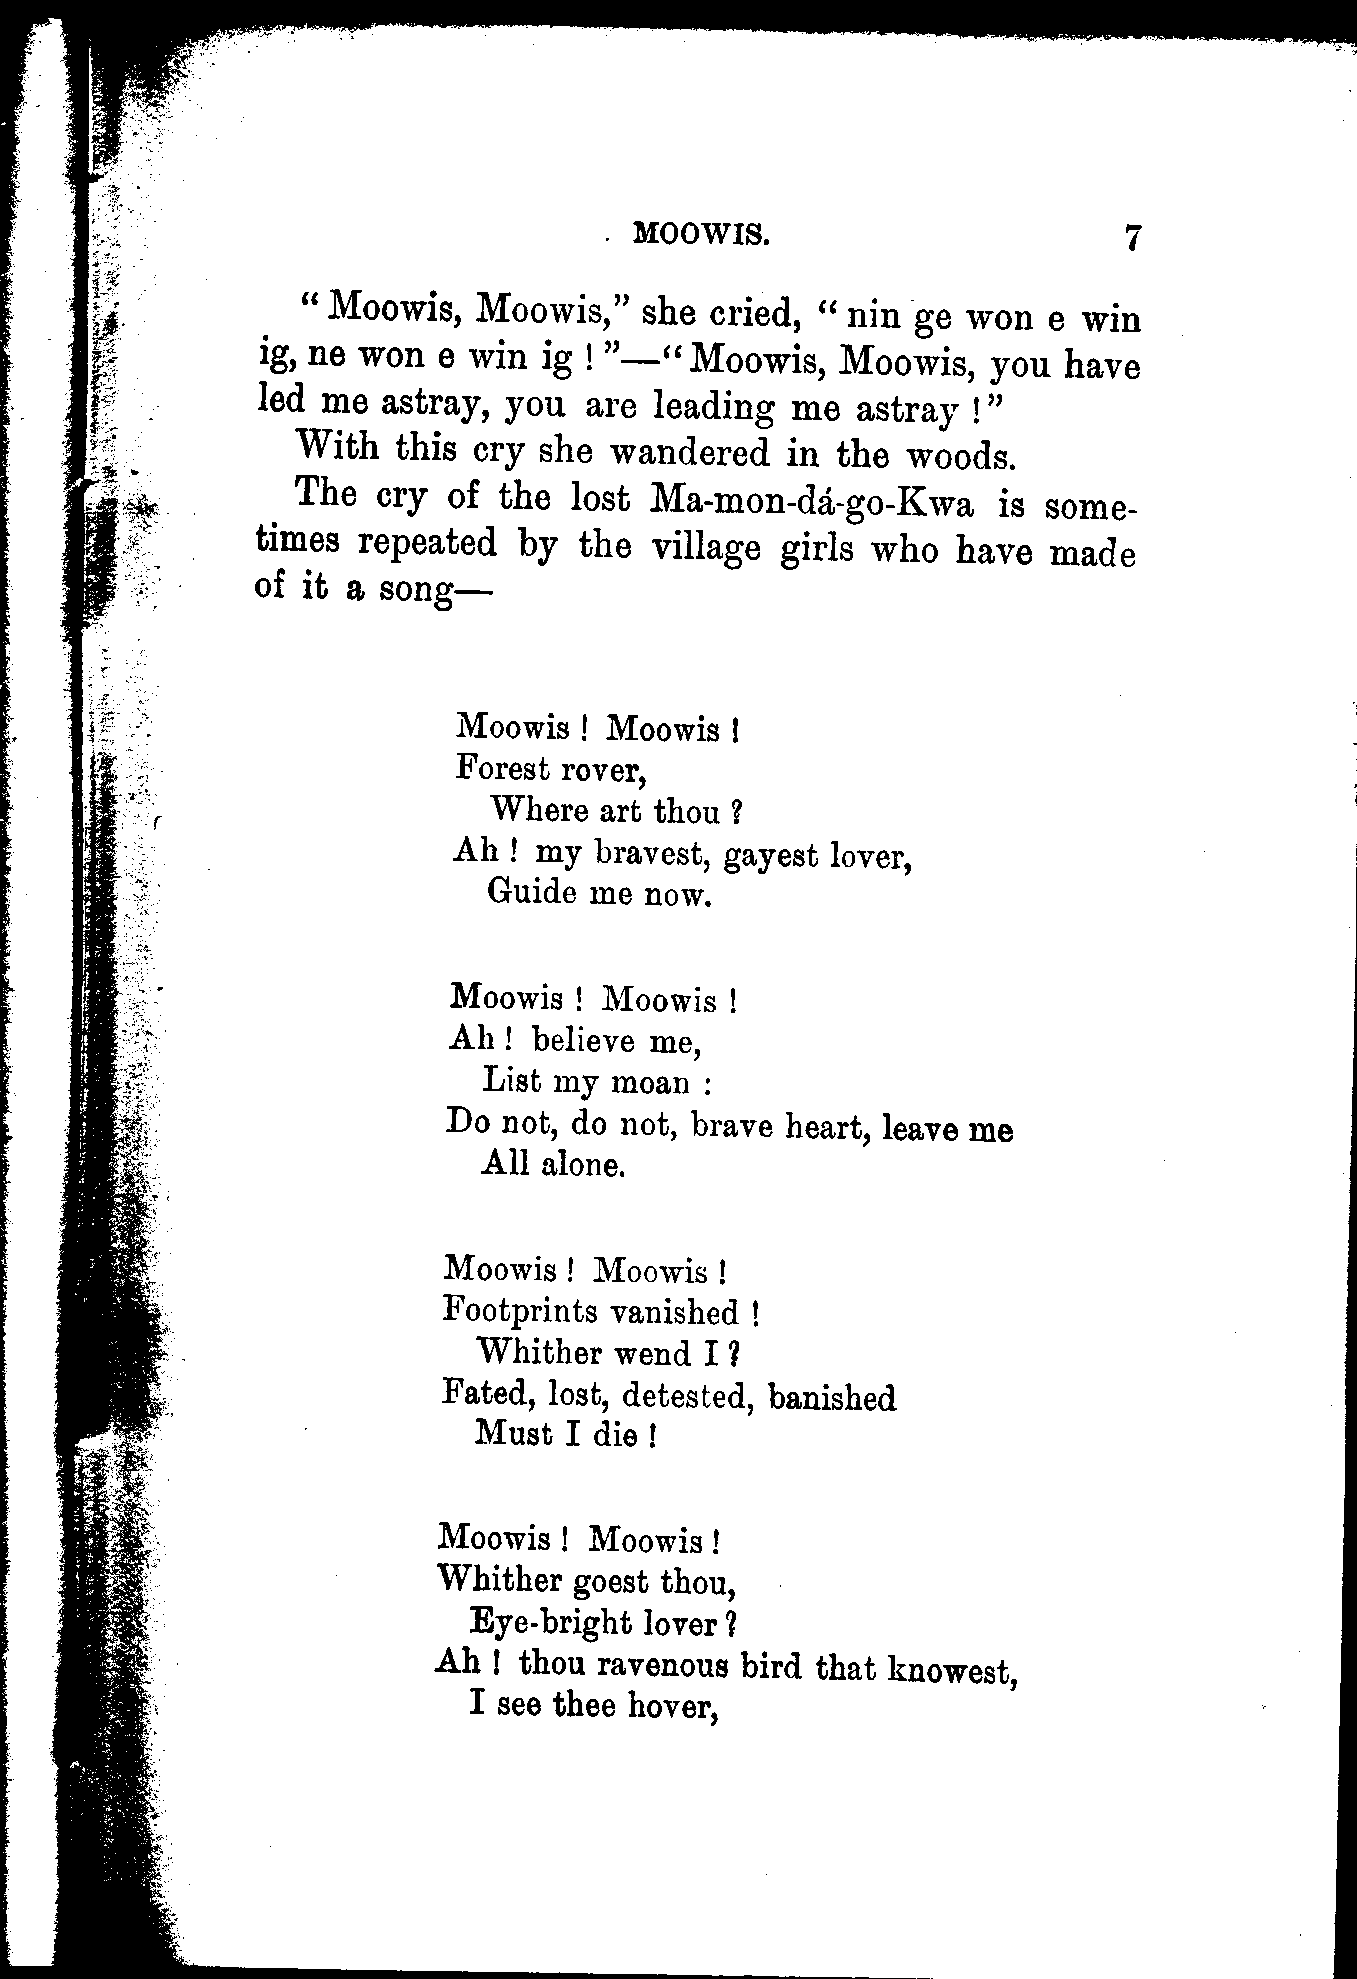 MOOWIS. 7
“ Moowis, Moowis,” she cried, “ nin ge won e win
ig, ne won e win ig ! ”—“ Moowis, Moowis, you have
led me astray, you are leading me astray ! ”
With this cry she wandered in the woods.
The cry of the lost Ma-mon-dá-go-Kwa is some-
times repeated by the village girls who have made
of it a song—
Moowis ! Moowis !
Forest rover,
Where art thou ?
Ah ! my bravest, gayest lover,
Guide me now.
Moowis ! Moowis !
Ah ! believe me,
List my moan :
Do not, do not, brave heart, leave me
All alone.
Moowis ! Moowis !
Footprints vanished !
Whither wend I ?
Fated, lost, detested, banished
Must I die !
Moowis ! Moowis !
Whither goest thou,
Eye-bright lover ?
Ah ! thou ravenous bird that knowest,
I see thee hover,